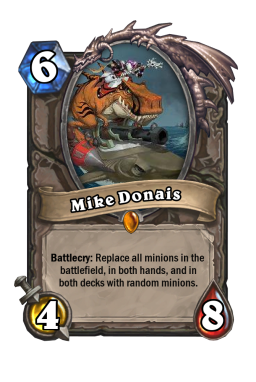 6
Mike Donais
Battlecry: Replace all minions in the
battlefield, in both hands, and in
both decks with random minions.
4 8